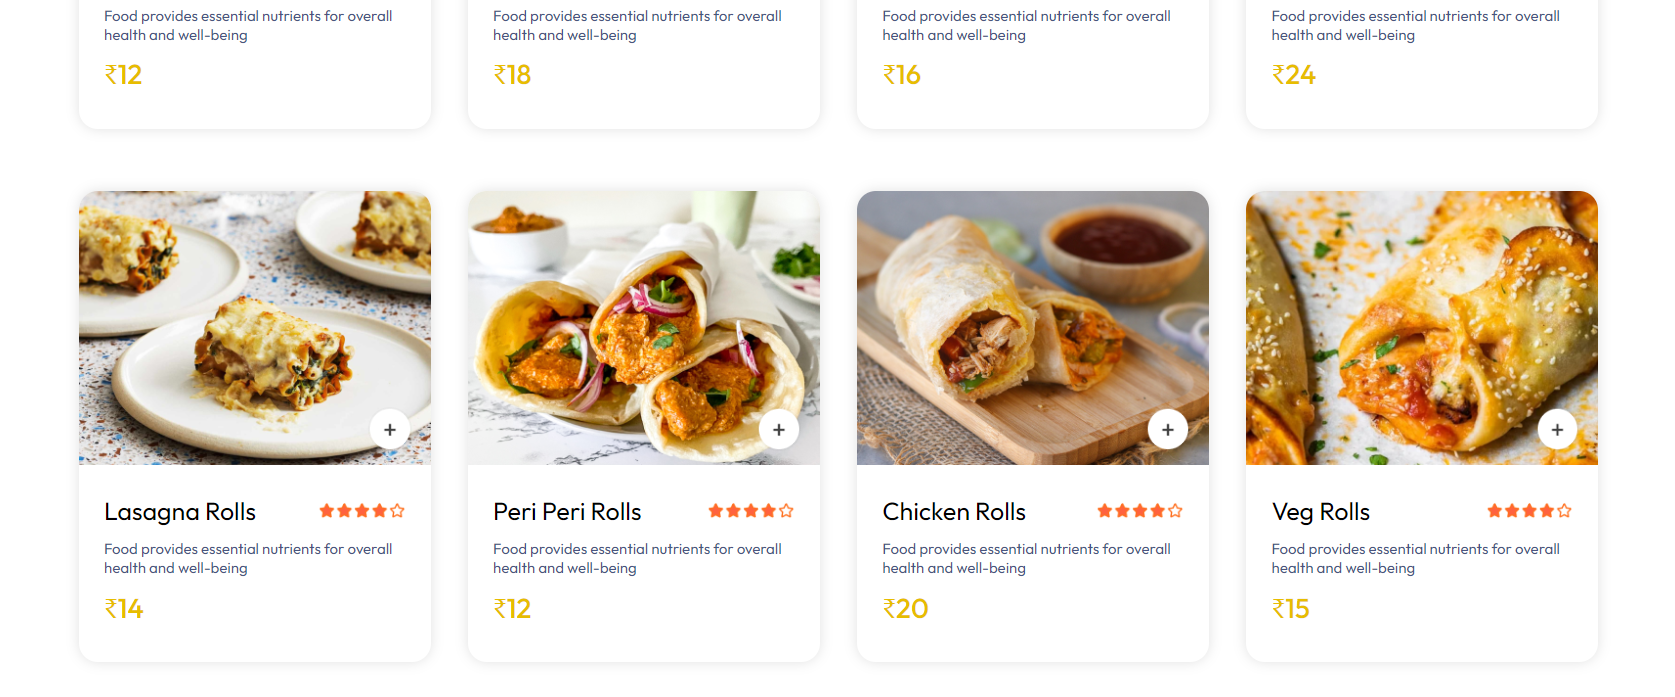 Food provides essential nutrients for overall
health and well-being
₹12
Food provides essential nutrients for overall
health and well-being
₹18
Food provides essential nutrients for overall
health and well-being
₹16
Food provides essential nutrients for overall
health and well-being
₹24
+
Lasagna Rolls
Food provides essential nutrients for overall
health and well-being
₹14
+
Peri Peri Rolls
Food provides essential nutrients for overall
health and well-being
₹12
+
Chicken Rolls
Food provides essential nutrients for overall
health and well-being
₹20
+
Veg Rolls
Food provides essential nutrients for overall
health and well-being
₹15